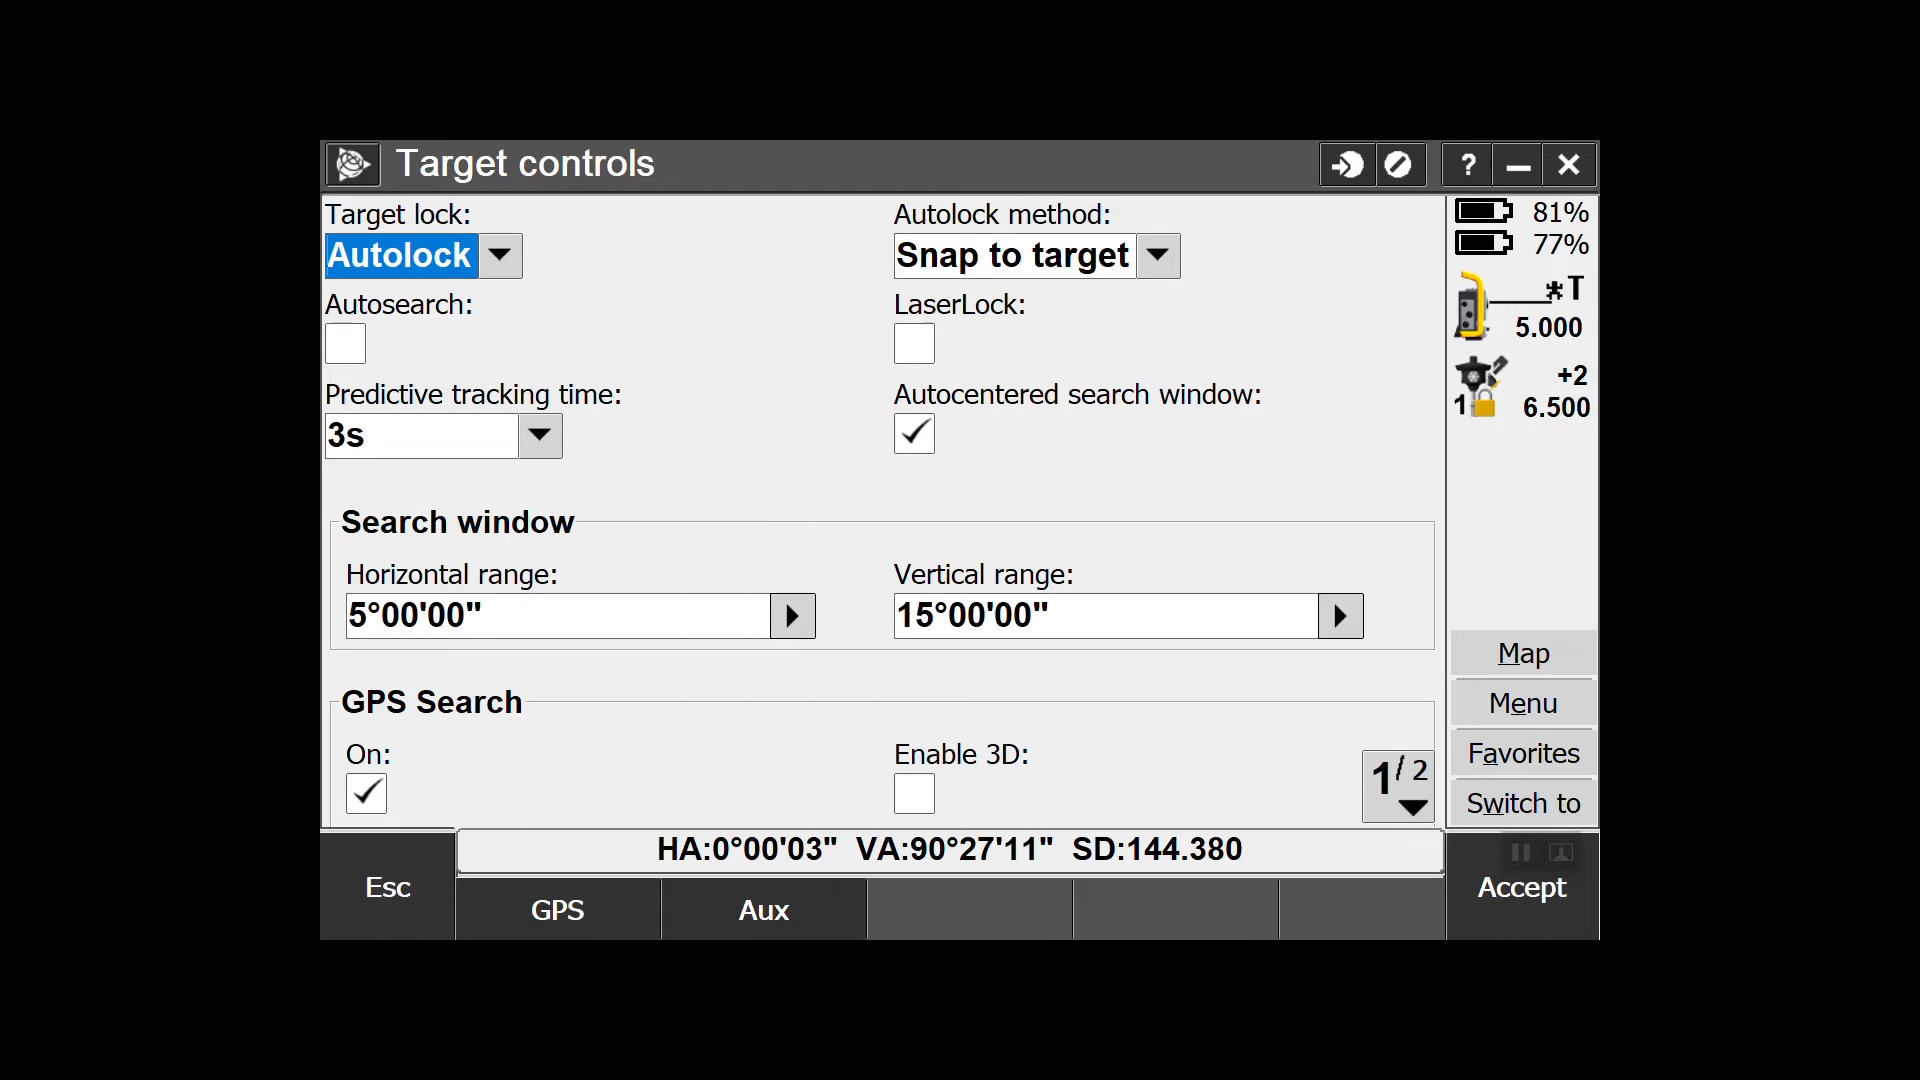 Target controls
?
Target lock:
Autolock
Autolock method:
Snap to target
Autosearch:
LaserLock:
Predictive tracking time:
3s
Autocentered search window:
Search window
Horizontal range:
5°00'00"
Vertical range:
15°00'00"
GPS Search
On:
Enable 3D:
1/2
81%
77%
T
5.000
+2
1
6.500
Map
Menu
Favorites
Switch to
HA:0°00'03" VA:90°27'11" SD:144.380
Esc
GPS
Aux
Accept